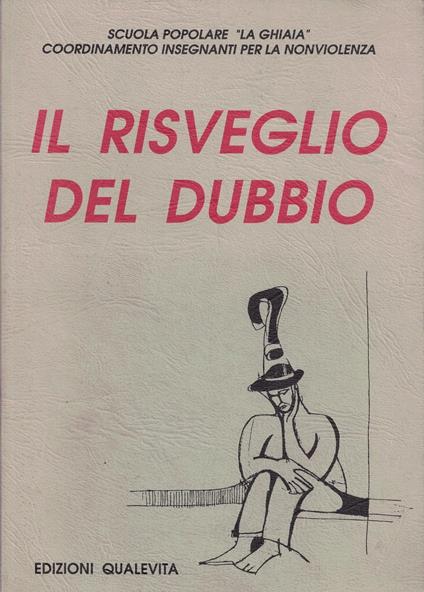 SCUOLA POPOLARE "LA GHIAIA"
COORDINAMENTO INSEGNANTI PER LA NONVIOLENZA
IL RISVEGLIO
DEL DUBBIO
EDIZIONI QUALEVITA